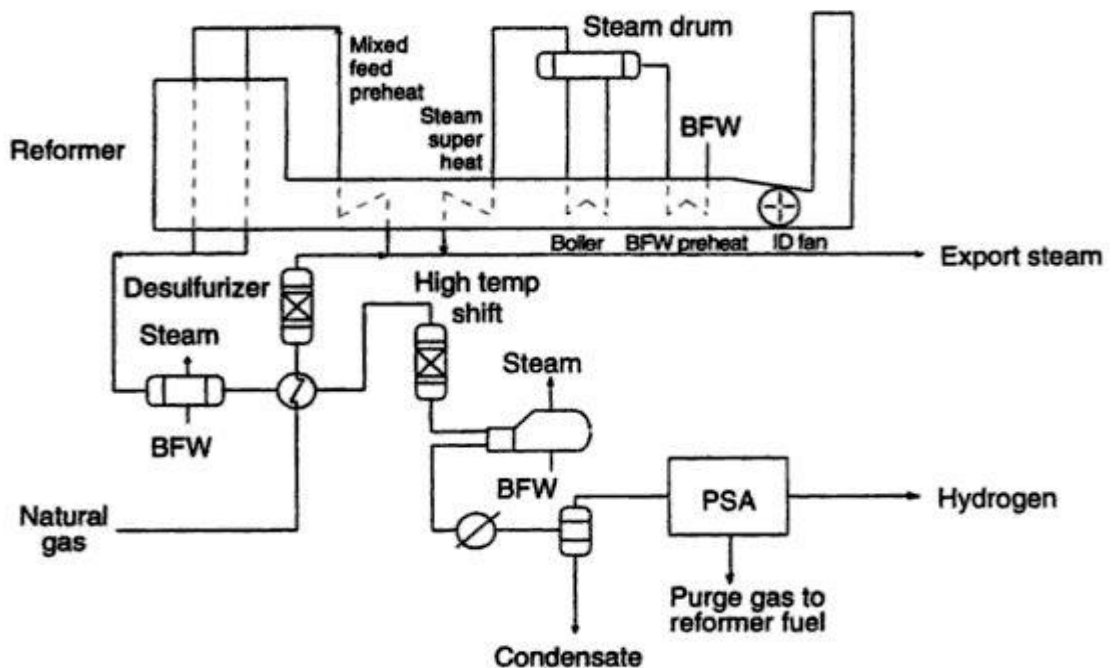 Steam drum
Mixed
feed
preheat
Steam
super
heat
BFW
Reformer
Boiler
BFW preheat
ID fan
Export steam
Desulfurizer
High temp
shift
Steam
Steam
BFW
BFW
PSA
Hydrogen
Natural
gas
Purge gas to
reformer fuel
Condensate